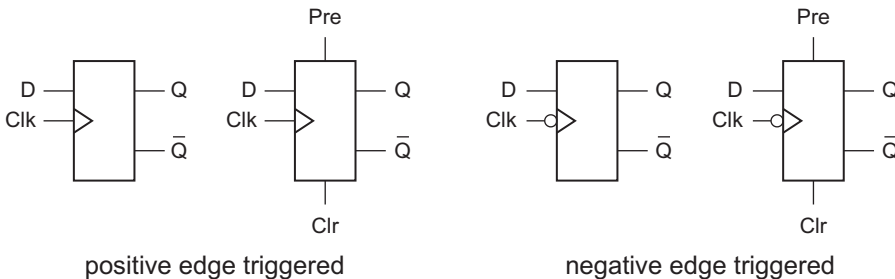 Pre Pre
D Q D Q D Q D Q
Clk Clk Clk Clk
Q̅ Q̅ Q̅ Q̅
Clr Clr
positive edge triggered negative edge triggered